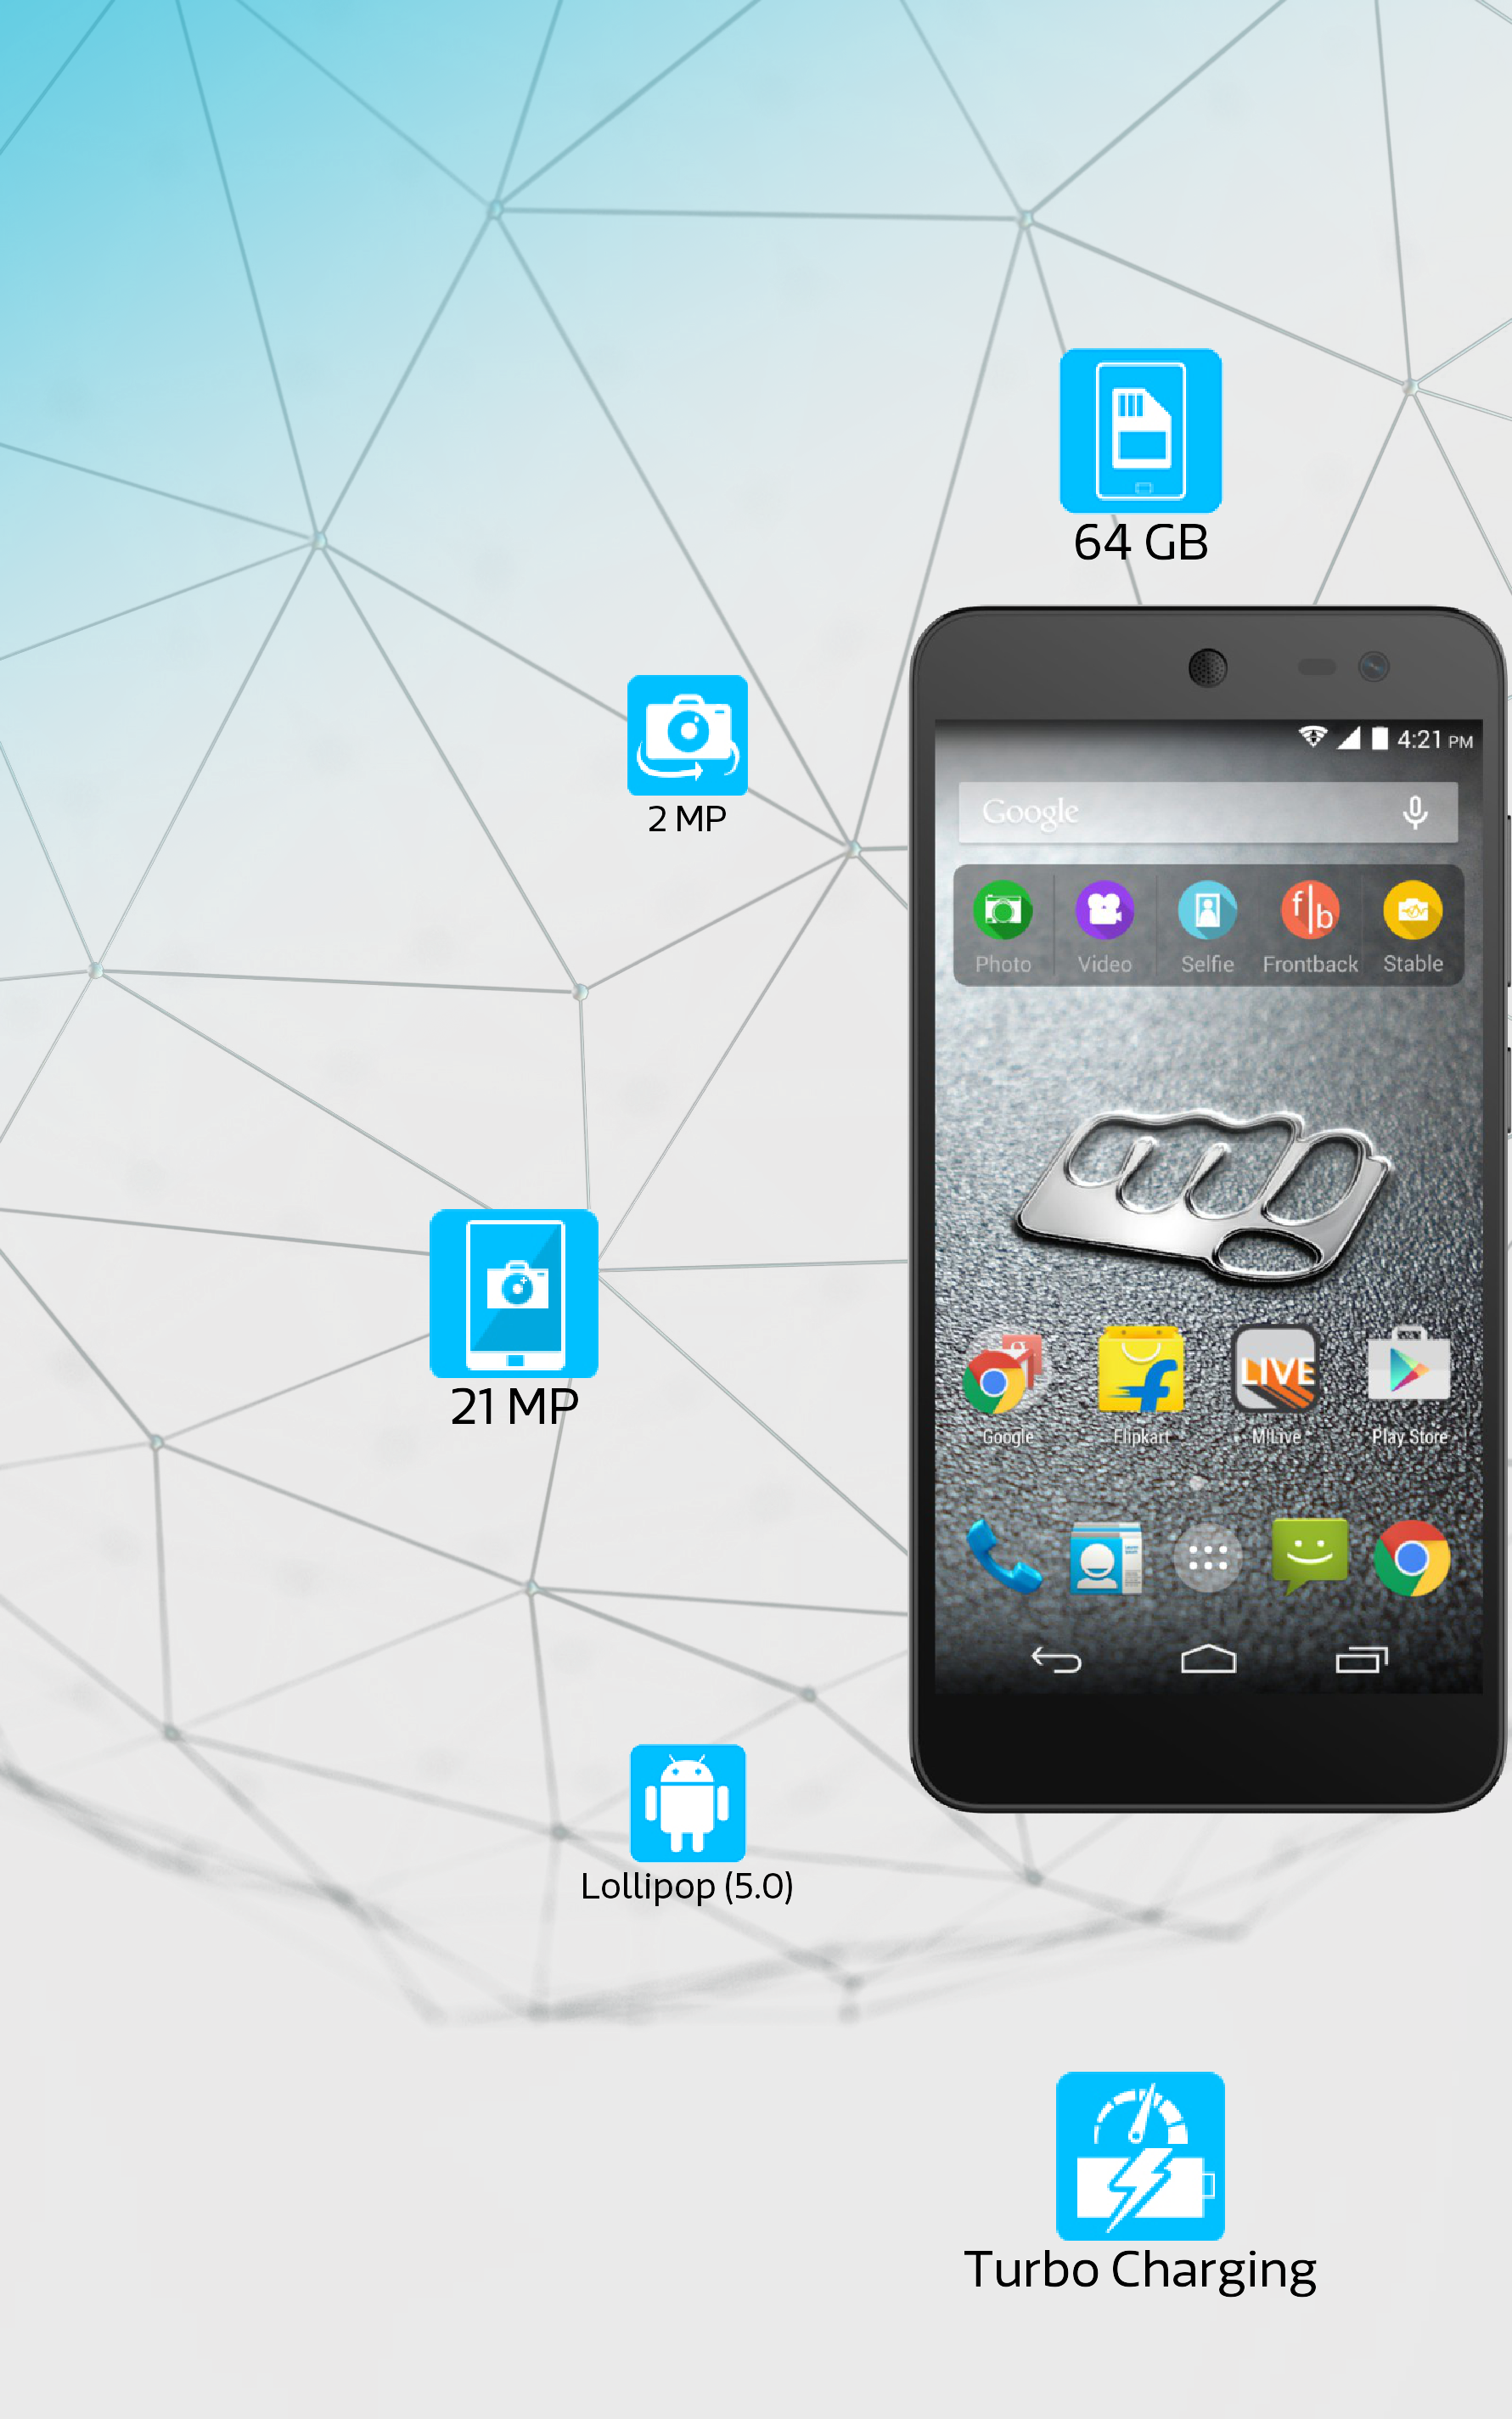 64 GB
2 MP
4:21 PM
Google
Photo
Video
Selfie
Frontback
Stable
f|b
21 MP
LIVE
Google
Flipkart
MiLive
Play Store
Lollipop (5.0)
Turbo Charging